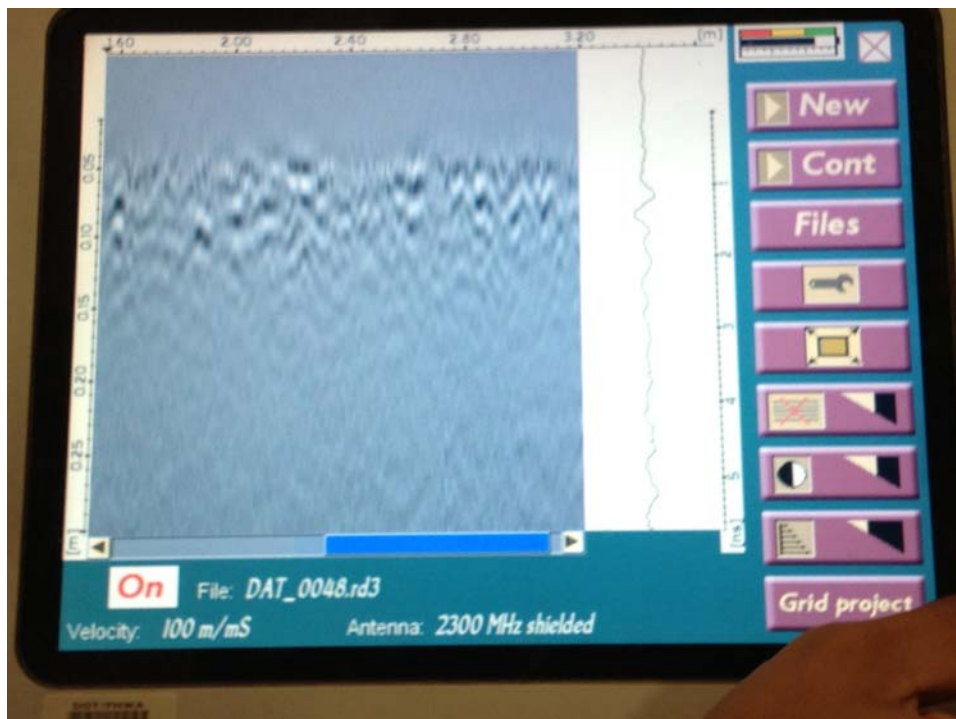 1.60 2.00 2.40 2.80 3.20 [m]
New
Cont
Files
0.05
0.10
0.15
0.20
0.25
[m]
1
2
3
4
5
[ns]
Grid project
On File: DAT_0048.rd3
Velocity: 100 m/mS Antenna: 2300 MHz shielded
DOT/FHWA